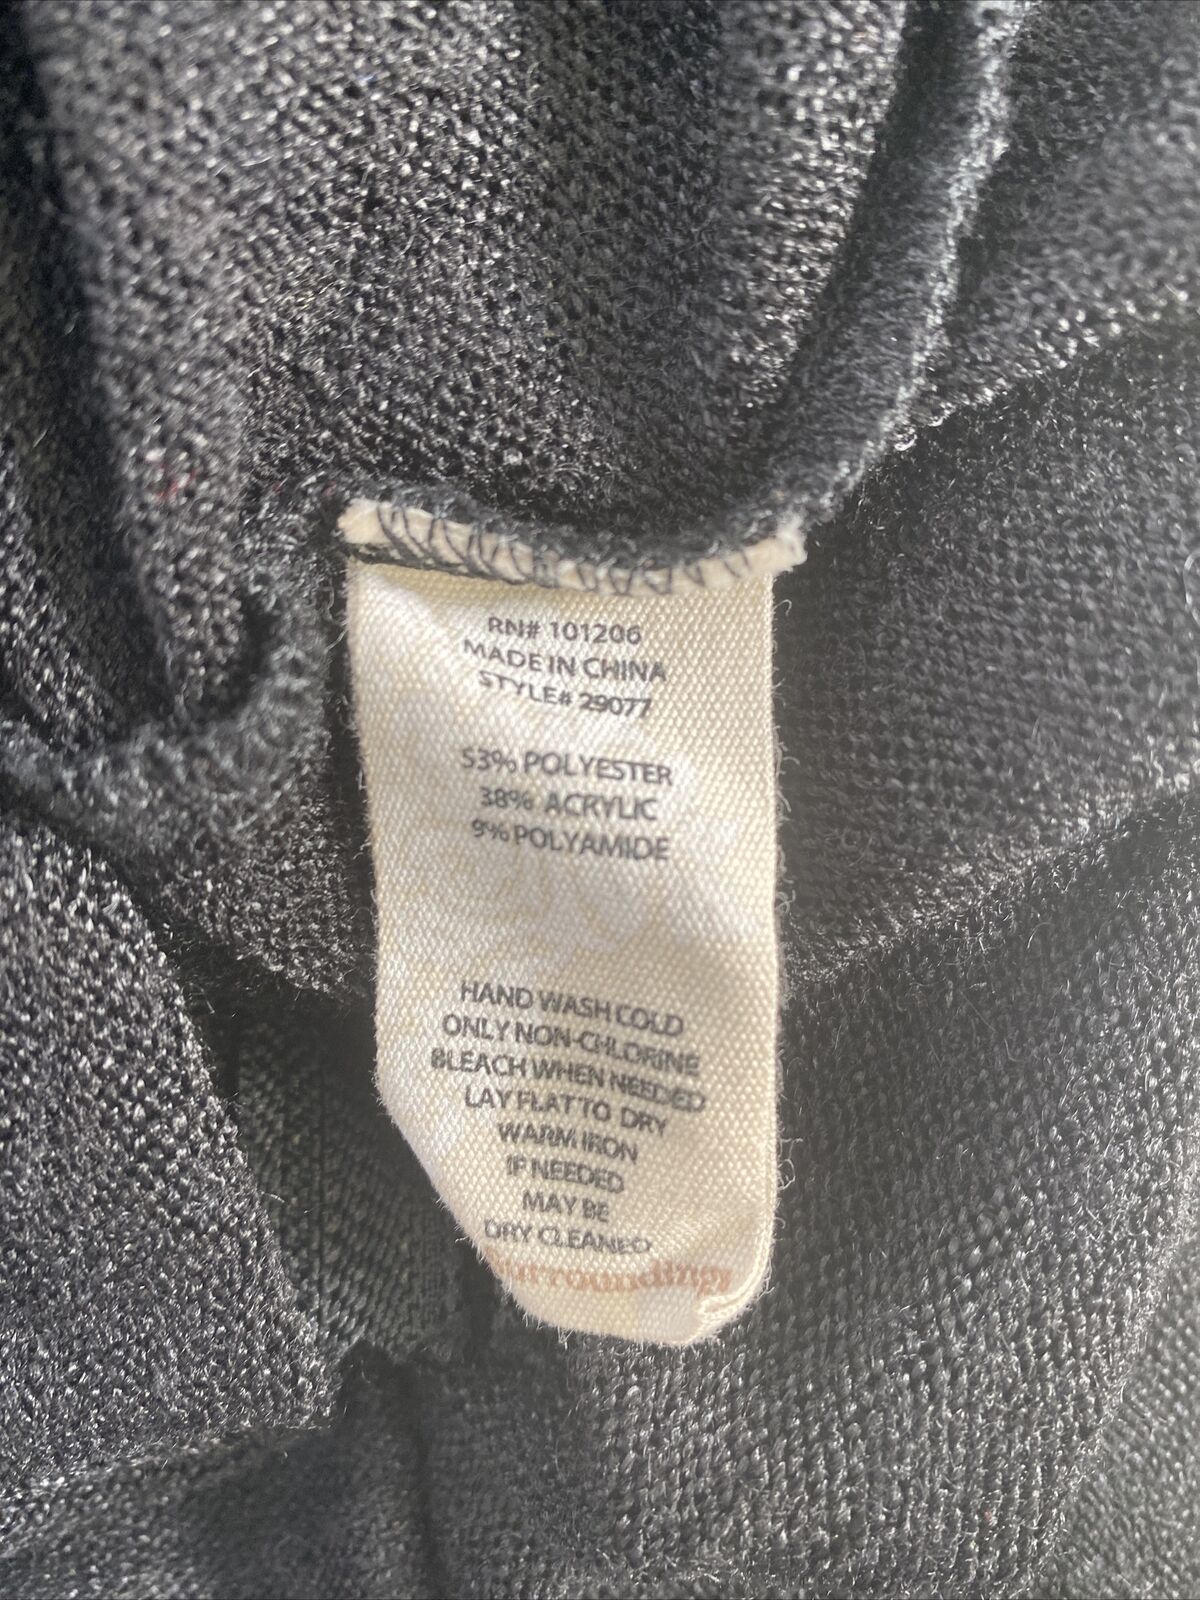 RN# 101206
MADE IN CHINA
STYLE# 29077
53% POLYESTER
38% ACRYLIC
9% POLYAMIDE
HAND WASH COLD
ONLY NON-CHLORINE
BLEACH WHEN NEEDED
LAY FLAT TO DRY
WARM IRON
IF NEEDED
MAY BE
DRY CLEANED